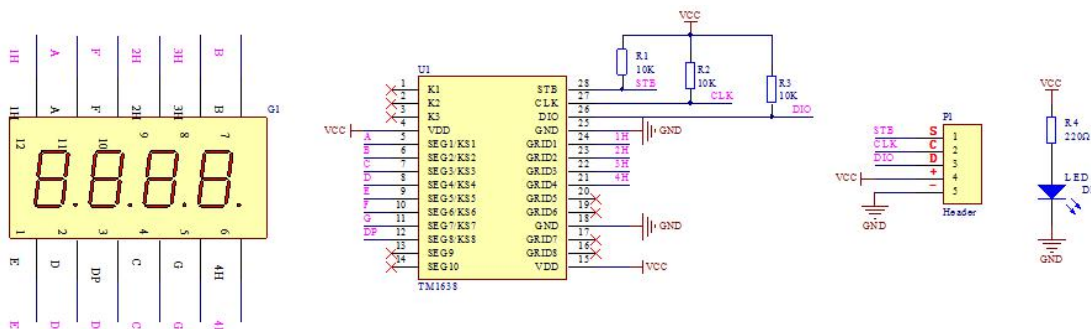 1H A F 2H 3H B
1H A F 2H 3H B G1
12 11 10 9 8 7
1 2 3 4 5 6
E D DP C G 4H
E D D C G 4
U1
1 K1 STB 28 STB
2 K2 CLK 27 CLK
3 K3 DIO 26 DIO
VCC 4 VDD GND 25 GND
A 5 SEG1/KS1 GRID1 24 1H
B 6 SEG2/KS2 GRID2 23 2H
C 7 SEG3/KS3 GRID3 22 3H
D 8 SEG4/KS4 GRID4 21 4H
E 9 SEG5/KS5 GRID5 20
F 10 SEG6/KS6 GRID6 19
G 11 SEG7/KS7 GND 18 GND
DP 12 SEG8/KS8 GRID7 17
13 SEG9 GRID8 16
14 SEG10 VDD 15 VCC
TM1638
VCC
R1
10K
R2
10K
R3
10K
P1
STB S 1
CLK C 2
DIO D 3
VCC + 4
− 5
GND Header
VCC
R4
220Ω
LED
D
GND